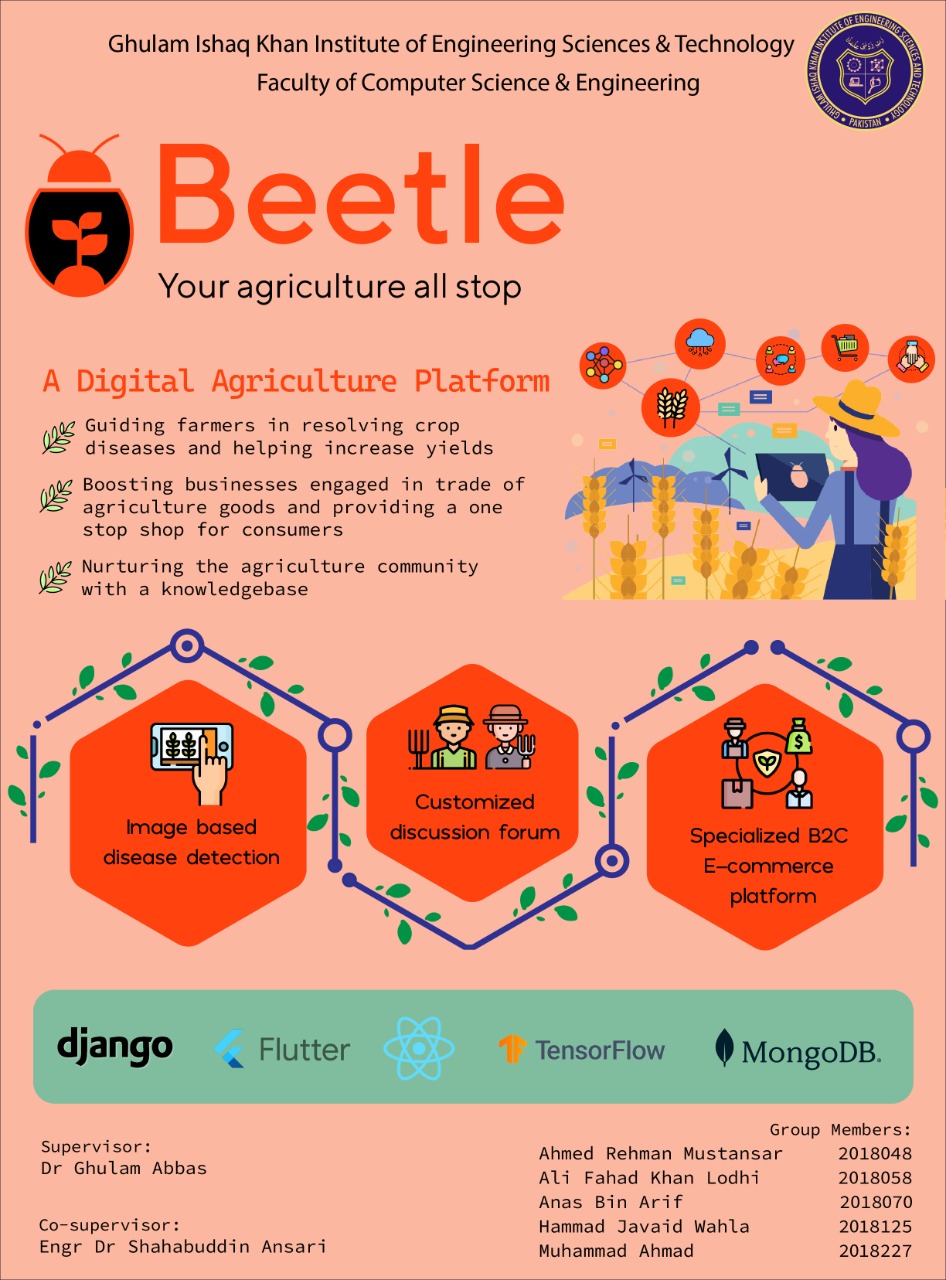 Ghulam Ishaq Khan Institute of Engineering Sciences & Technology
Faculty of Computer Science & Engineering
GHULAM ISHAQ KHAN INSTITUTE OF ENGINEERING SCIENCES AND TECHNOLOGY
PAKISTAN
Beetle
Your agriculture all stop
A Digital Agriculture Platform
Guiding farmers in resolving crop
diseases and helping increase yields
Boosting businesses engaged in trade of
agriculture goods and providing a one
stop shop for consumers
Nurturing the agriculture community
with a knowledgebase
Image based
disease detection
Customized
discussion forum
$
Specialized B2C
E-commerce
platform
django
Flutter
TensorFlow
MongoDB.
Supervisor:
Dr Ghulam Abbas
Co-supervisor:
Engr Dr Shahabuddin Ansari
Group Members:
Ahmed Rehman Mustansar 2018048
Ali Fahad Khan Lodhi 2018058
Anas Bin Arif 2018070
Hammad Javaid Wahla 2018125
Muhammad Ahmad 2018227